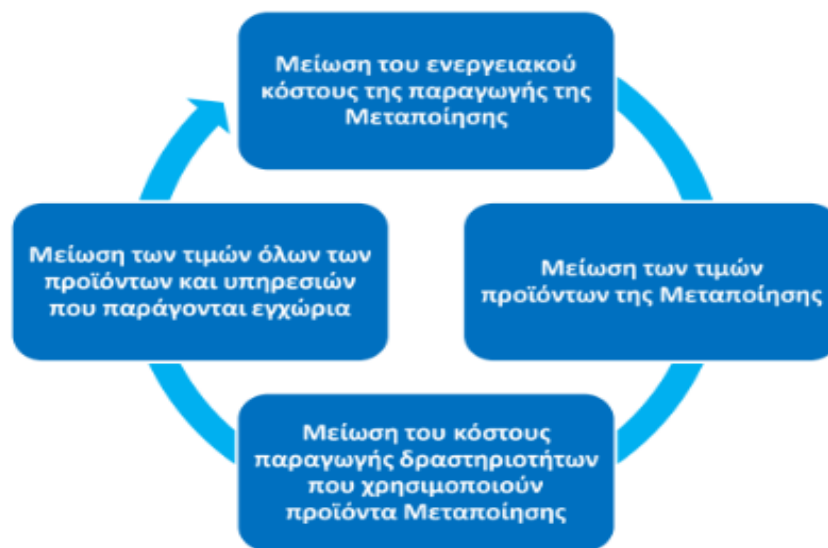 Μείωση του ενεργειακού
κόστους της παραγωγής της
Μεταποίησης
Μείωση των τιμών
προϊόντων της Μεταποίησης
Μείωση του κόστους
παραγωγής δραστηριοτήτων
που χρησιμοποιούν
προϊόντα Μεταποίησης
Μείωση των τιμών όλων των
προϊόντων και υπηρεσιών
που παράγονται εγχώρια